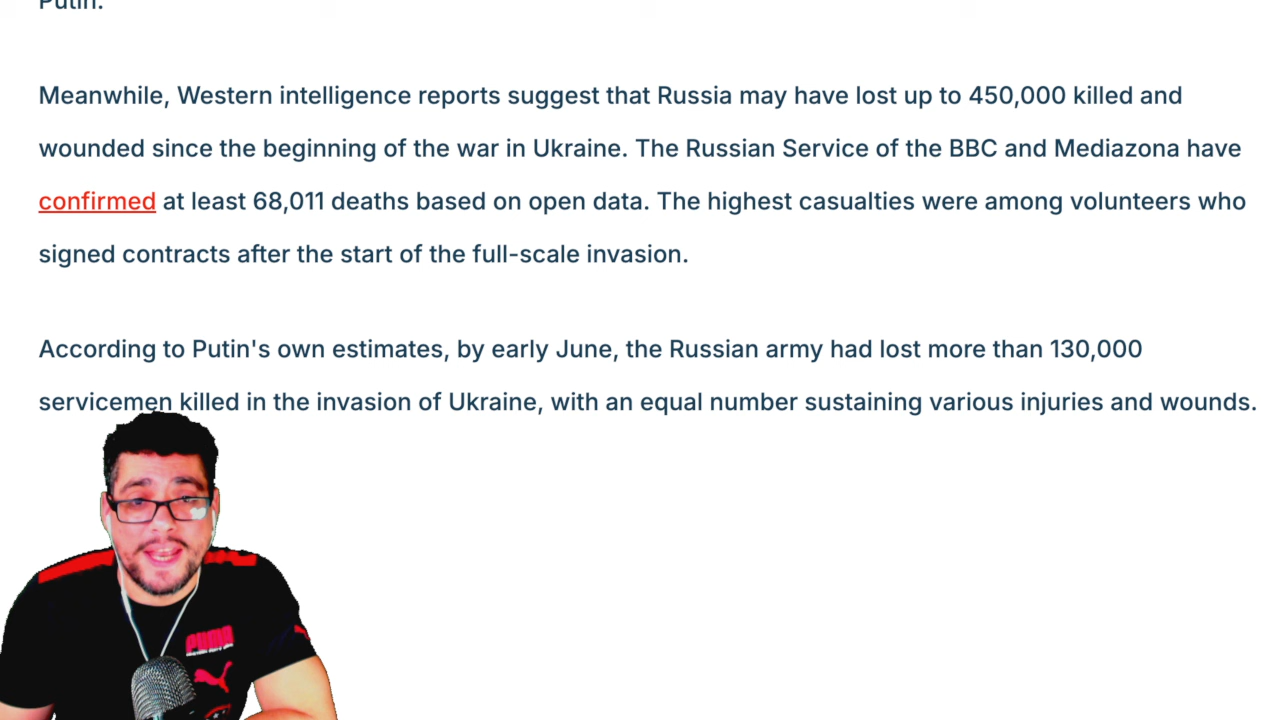 Putin.
Meanwhile, Western intelligence reports suggest that Russia may have lost up to 450,000 killed and
wounded since the beginning of the war in Ukraine. The Russian Service of the BBC and Mediazona have
confirmed at least 68,011 deaths based on open data. The highest casualties were among volunteers who
signed contracts after the start of the full-scale invasion.
According to Putin's own estimates, by early June, the Russian army had lost more than 130,000
servicemen killed in the invasion of Ukraine, with an equal number sustaining various injuries and wounds.
PUMA